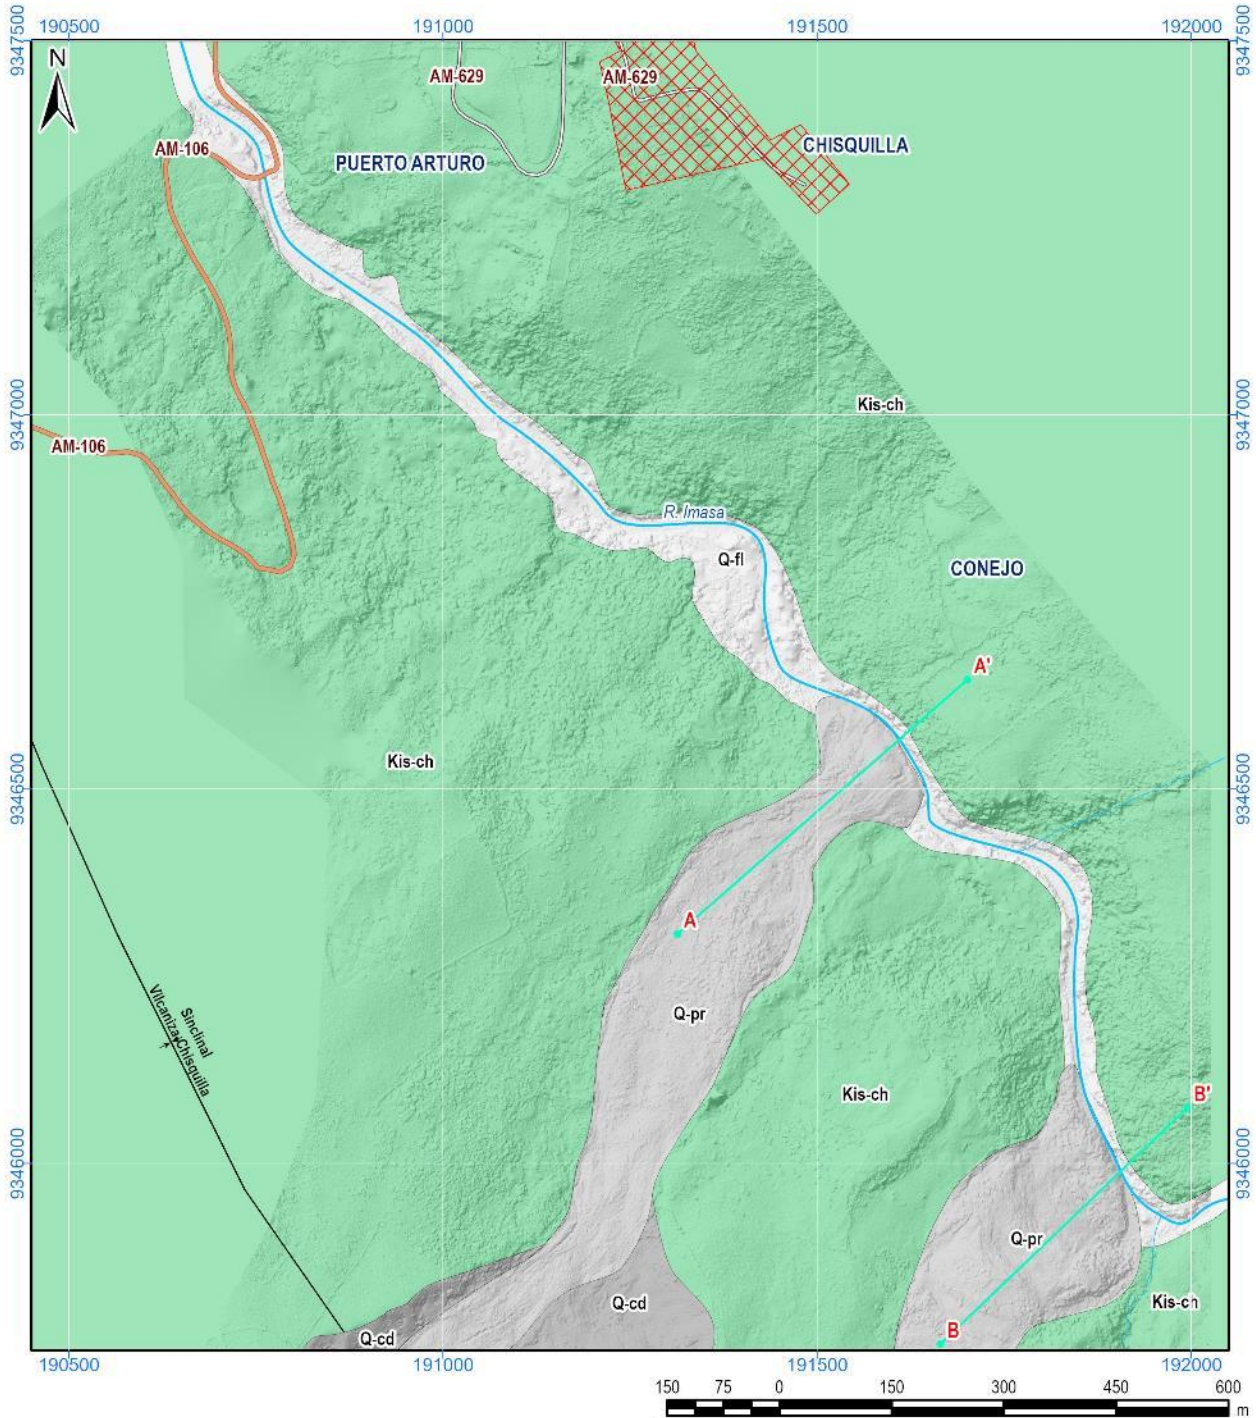 190500 191000 191500 192000
9347500 9347500
N
AM-629 AM-629
AM-106 PUERTO ARTURO CHISQUILLA
Kis-ch
9347000 9347000
AM-106
R. Imasa
Q-fl CONEJO
A'
Kis-ch
9346500 9346500
A
Q-pr
Sinclinal
Vilcaniza-Chisquilla
Kis-ch B'
9346000 9346000
Q-pr
Q-cd Kis-ch
Q-cd B
190500 191000 191500 192000
150 75 0 150 300 450 600
m